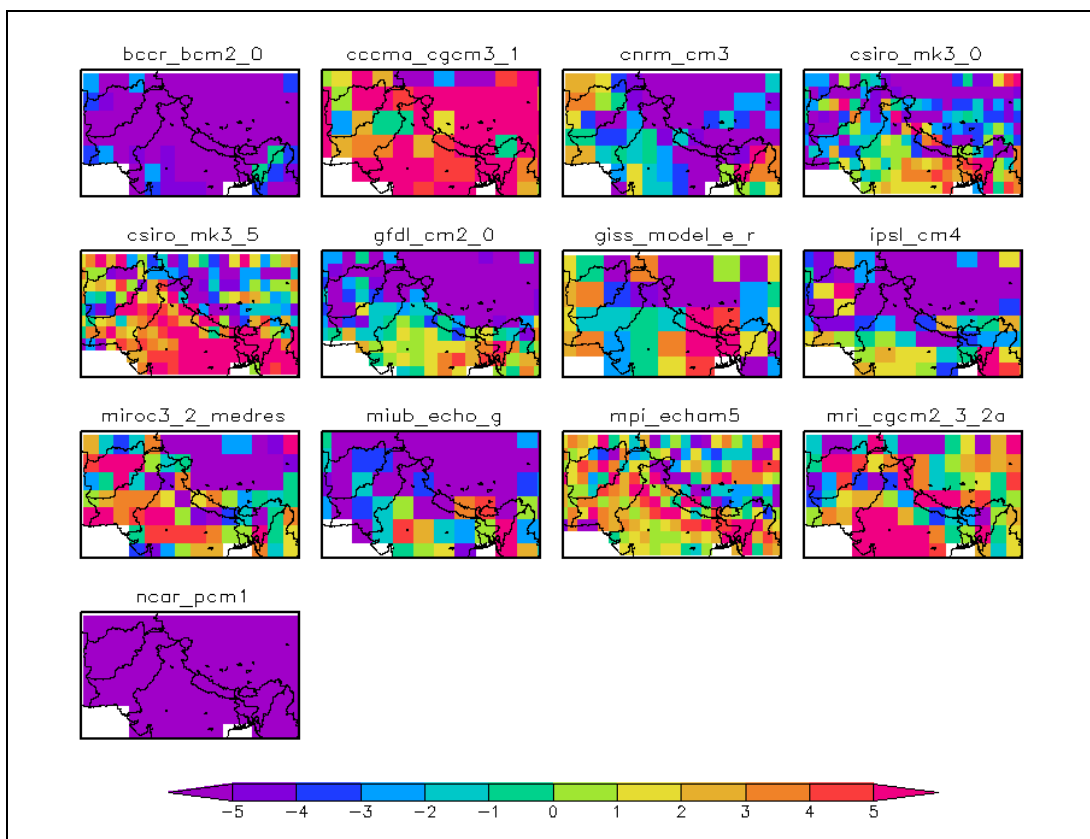 bccr_bcm2_0 cccma_cgcm3_1 cnrm_cm3 csiro_mk3_0
csiro_mk3_5 gfdl_cm2_0 giss_model_e_r ipsl_cm4
miroc3_2_medres miub_echo_g mpi_echam5 mri_cgcm2_3_2a
ncar_pcm1
-5 -4 -3 -2 -1 0 1 2 3 4 5